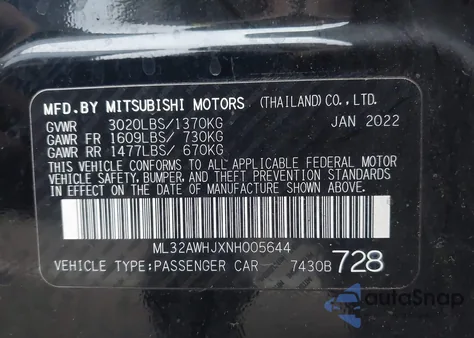 MFD.BY MITSUBISHI MOTORS (THAILAND) CO.,LTD.
GVWR 3020LBS/1370KG JAN 2022
GAWR FR 1609LBS/ 730KG
GAWR RR 1477LBS/ 670KG
THIS VEHICLE CONFORMS TO ALL APPLICABLE FEDERAL MOTOR
VEHICLE SAFETY, BUMPER, AND THEFT PREVENTION STANDARDS
IN EFFECT ON THE DATE OF MANUFACTURE SHOWN ABOVE.
ML32AWHJXNH005644
VEHICLE TYPE:PASSENGER CAR 7430B 728
autoSnap